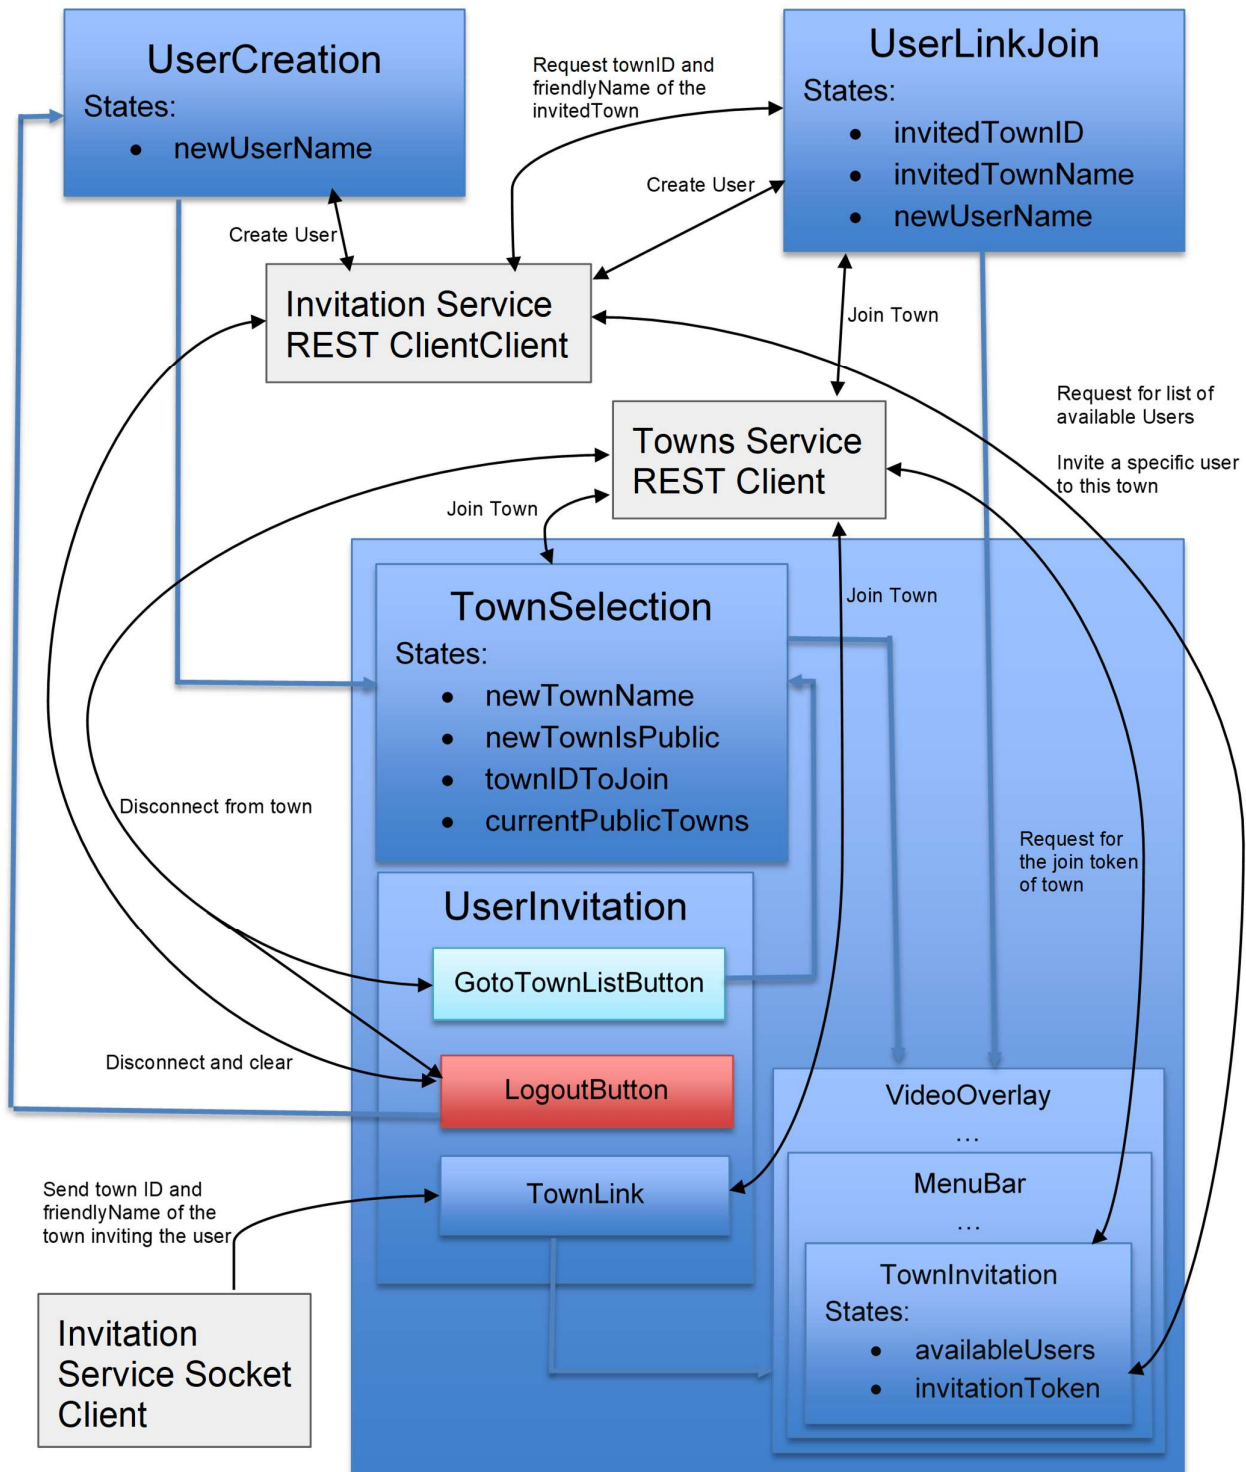 UserCreation
States:
• newUserName
Request townID and
friendlyName of the
invitedTown
UserLinkJoin
States:
• invitedTownID
• invitedTownName
• newUserName
Create User
Create User
Invitation Service
REST ClientClient
Join Town
Request for list of
available Users
Invite a specific user
to this town
Towns Service
REST Client
Join Town
Join Town
TownSelection
States:
• newTownName
• newTownIsPublic
• townIDToJoin
• currentPublicTowns
Disconnect from town
Request for
the join token
of town
UserInvitation
GotoTownListButton
Disconnect and clear
LogoutButton
VideoOverlay
...
TownLink
MenuBar
...
Send town ID and
friendlyName of the
town inviting the user
TownInvitation
States:
• availableUsers
• invitationToken
Invitation
Service Socket
Client